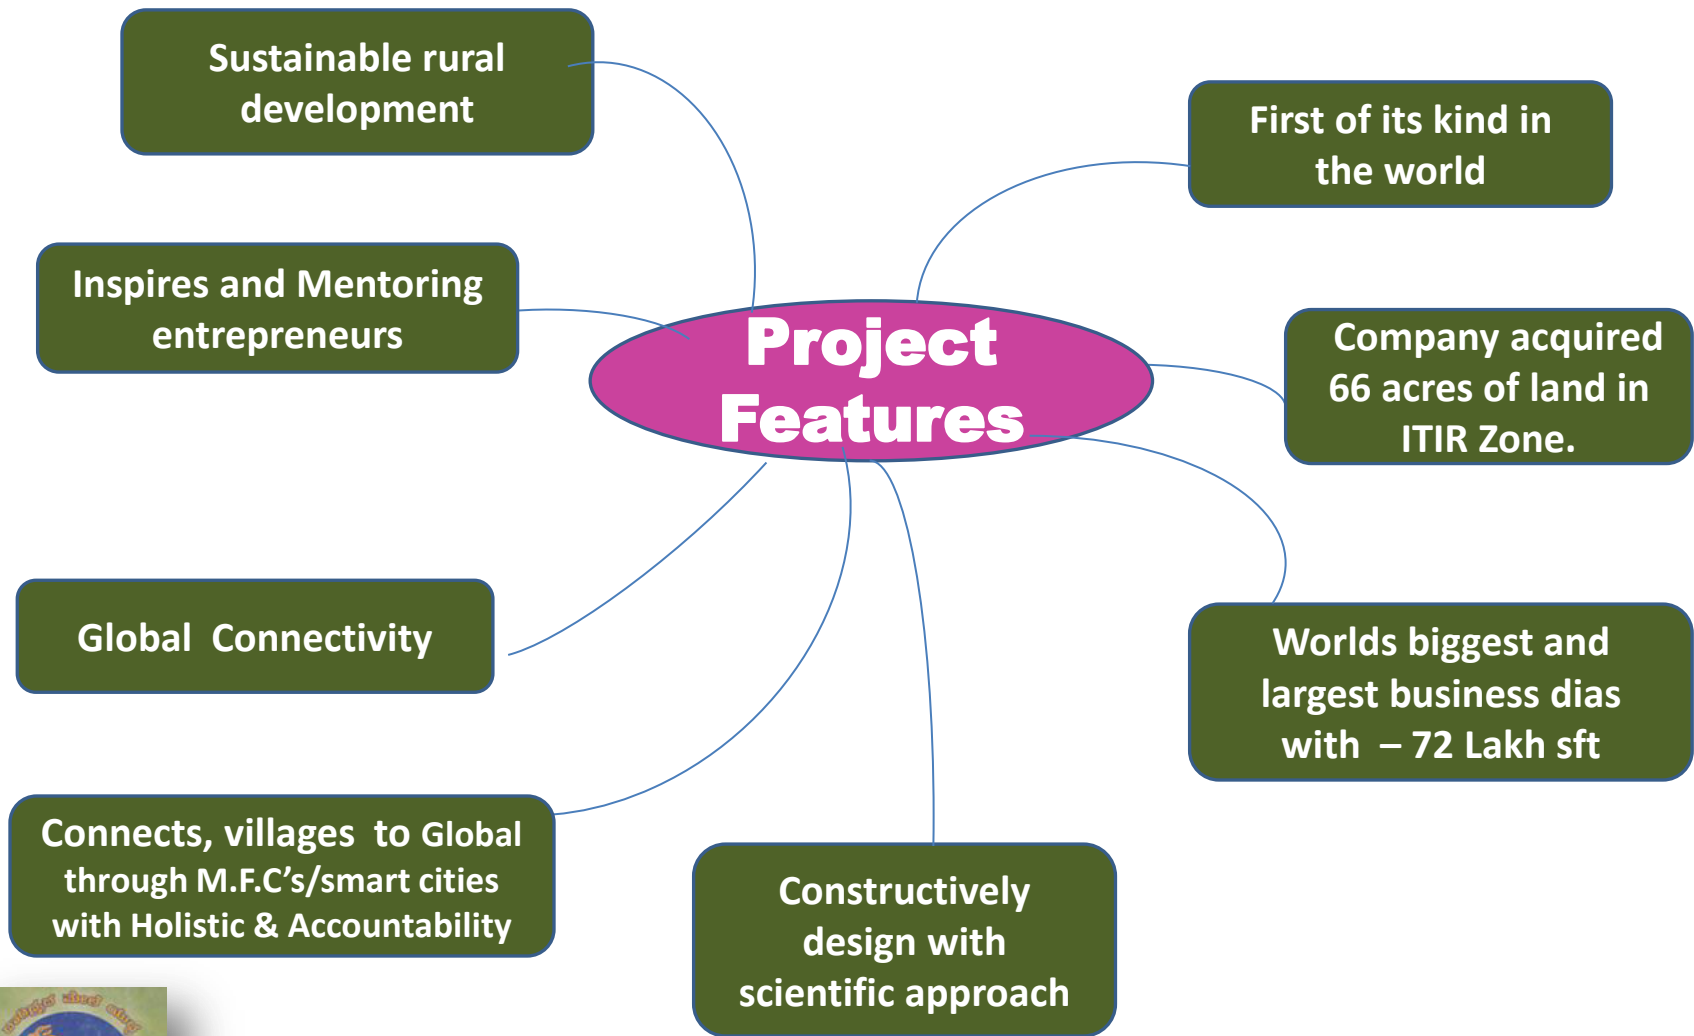 Sustainable rural
development
First of its kind in
the world
Inspires and Mentoring
entrepreneurs
Project
Features
Company acquired
66 acres of land in
ITIR Zone.
Global Connectivity
Worlds biggest and
largest business dias
with – 72 Lakh sft
Connects, villages to Global
through M.F.C's/smart cities
with Holistic & Accountability
Constructively
design with
scientific approach